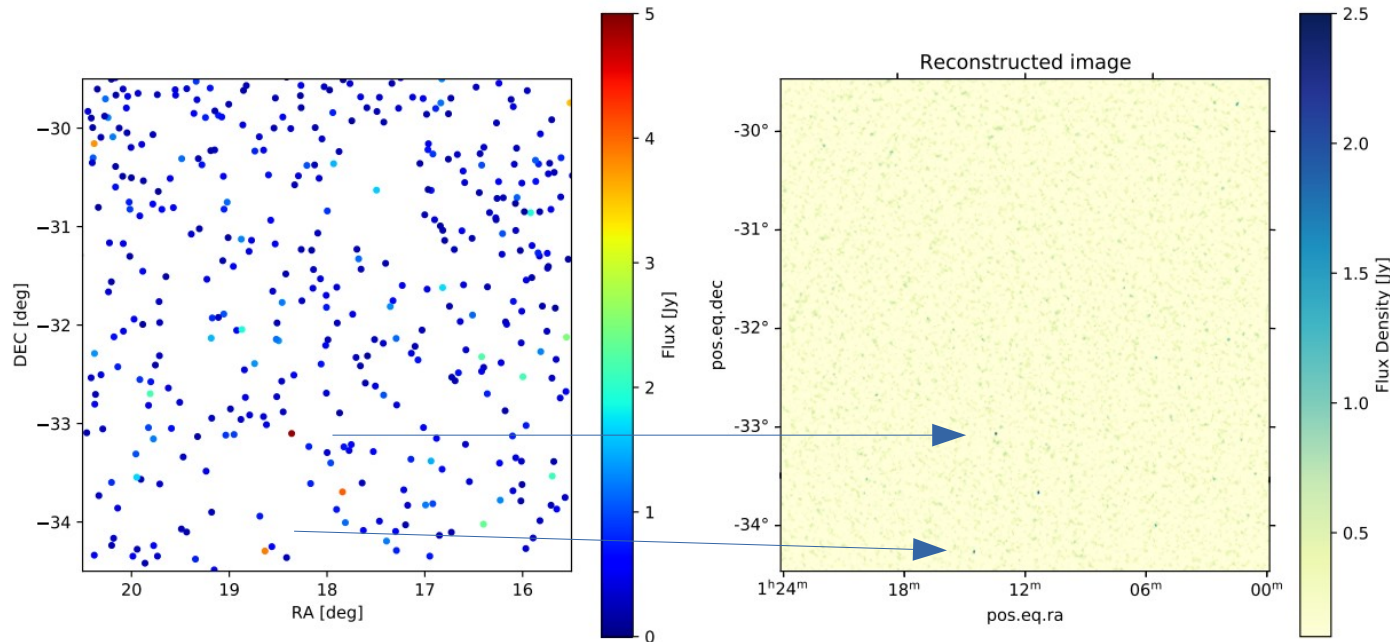 Reconstructed image
5
4
3
2
1
0
Flux [Jy]
−30
−31
−32
−33
−34
DEC [deg]
20
19
18
17
16
RA [deg]
-30°
-31°
-32°
-33°
-34°
pos.eq.dec
1ʰ24ᵐ
18ᵐ
12ᵐ
06ᵐ
00ᵐ
pos.eq.ra
2.5
2.0
1.5
1.0
0.5
Flux Density [Jy]